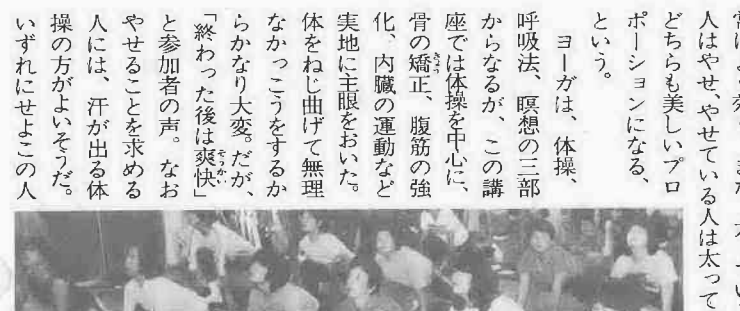 人はやせ、やせている人は太って
どちらも美しいプロ
ポーションになる、
という。
ヨーガは、体操、
呼吸法、瞑想の三部
からなるが、この講
座では体操を中心に、
骨の矯正、腹筋の強
化、内臓の運動など
実地に主眼をおいた。
体をねじ曲げて無理
なかっこうをするか
らかなり大変。だが、
「終わった後は爽快」
と参加者の声。なお
やせることを求める
人には、汗が出る体
操の方がよいそうだ。
いずれにせよこの人